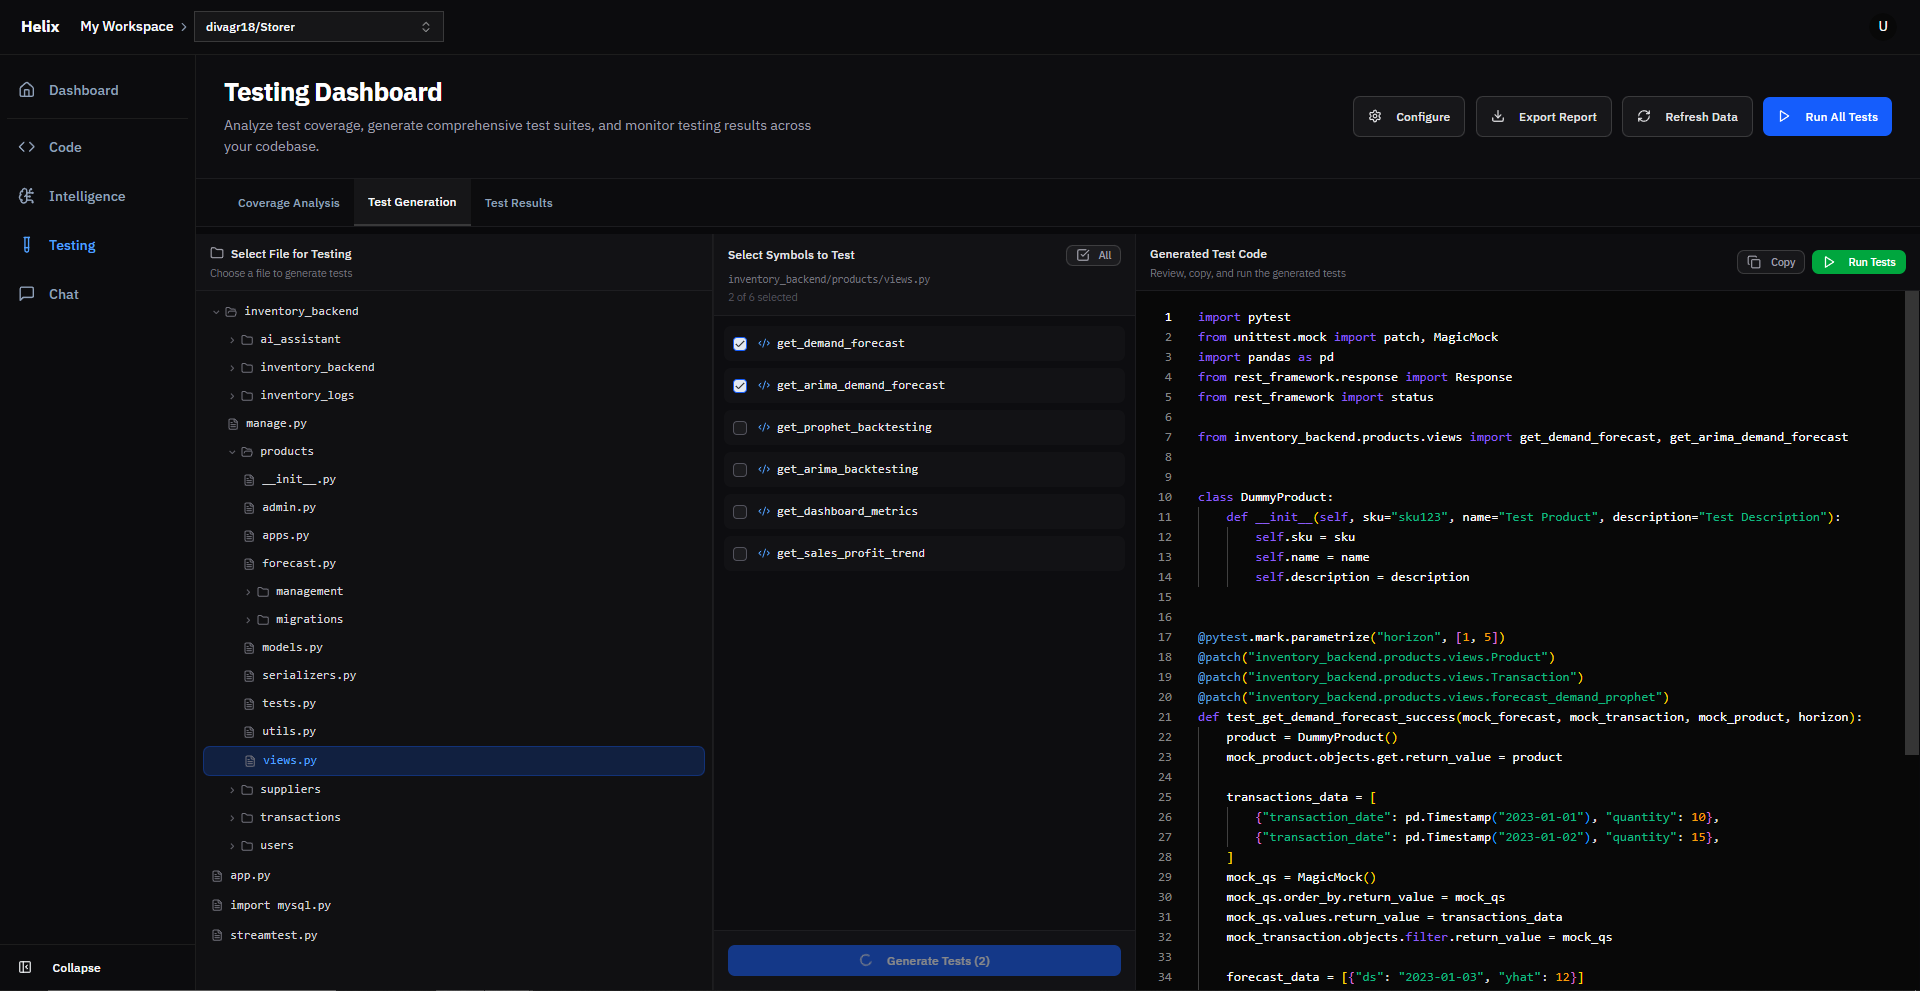 Helix
My Workspace
divagr18/Storer
U
Dashboard
Code
Intelligence
Testing
Chat
Collapse
Testing Dashboard
Analyze test coverage, generate comprehensive test suites, and monitor testing results across
your codebase.
Configure
Export Report
Refresh Data
Run All Tests
Coverage Analysis
Test Generation
Test Results
Select File for Testing
Choose a file to generate tests
inventory_backend
ai_assistant
inventory_backend
inventory_logs
manage.py
products
__init__.py
admin.py
apps.py
forecast.py
management
migrations
models.py
serializers.py
tests.py
utils.py
views.py
suppliers
transactions
users
app.py
import mysql.py
streamtest.py
Select Symbols to Test
All
inventory_backend/products/views.py
2 of 6 selected
get_demand_forecast
get_arima_demand_forecast
get_prophet_backtesting
get_arima_backtesting
get_dashboard_metrics
get_sales_profit_trend
Generate Tests (2)
Generated Test Code
Review, copy, and run the generated tests
Copy
Run Tests
1 import pytest
2 from unittest.mock import patch, MagicMock
3 import pandas as pd
4 from rest_framework.response import Response
5 from rest_framework import status
6
7 from inventory_backend.products.views import get_demand_forecast, get_arima_demand_forecast
8
9
10 class DummyProduct:
11     def __init__(self, sku="sku123", name="Test Product", description="Test Description"):
12         self.sku = sku
13         self.name = name
14         self.description = description
15
16
17 @pytest.mark.parametrize("horizon", [1, 5])
18 @patch("inventory_backend.products.views.Product")
19 @patch("inventory_backend.products.views.Transaction")
20 @patch("inventory_backend.products.views.forecast_demand_prophet")
21 def test_get_demand_forecast_success(mock_forecast, mock_transaction, mock_product, horizon):
22     product = DummyProduct()
23     mock_product.objects.get.return_value = product
24
25     transactions_data = [
26         {"transaction_date": pd.Timestamp("2023-01-01"), "quantity": 10},
27         {"transaction_date": pd.Timestamp("2023-01-02"), "quantity": 15},
28     ]
29     mock_qs = MagicMock()
30     mock_qs.order_by.return_value = mock_qs
31     mock_qs.values.return_value = transactions_data
32     mock_transaction.objects.filter.return_value = mock_qs
33
34     forecast_data = [{"ds": "2023-01-03", "yhat": 12}]